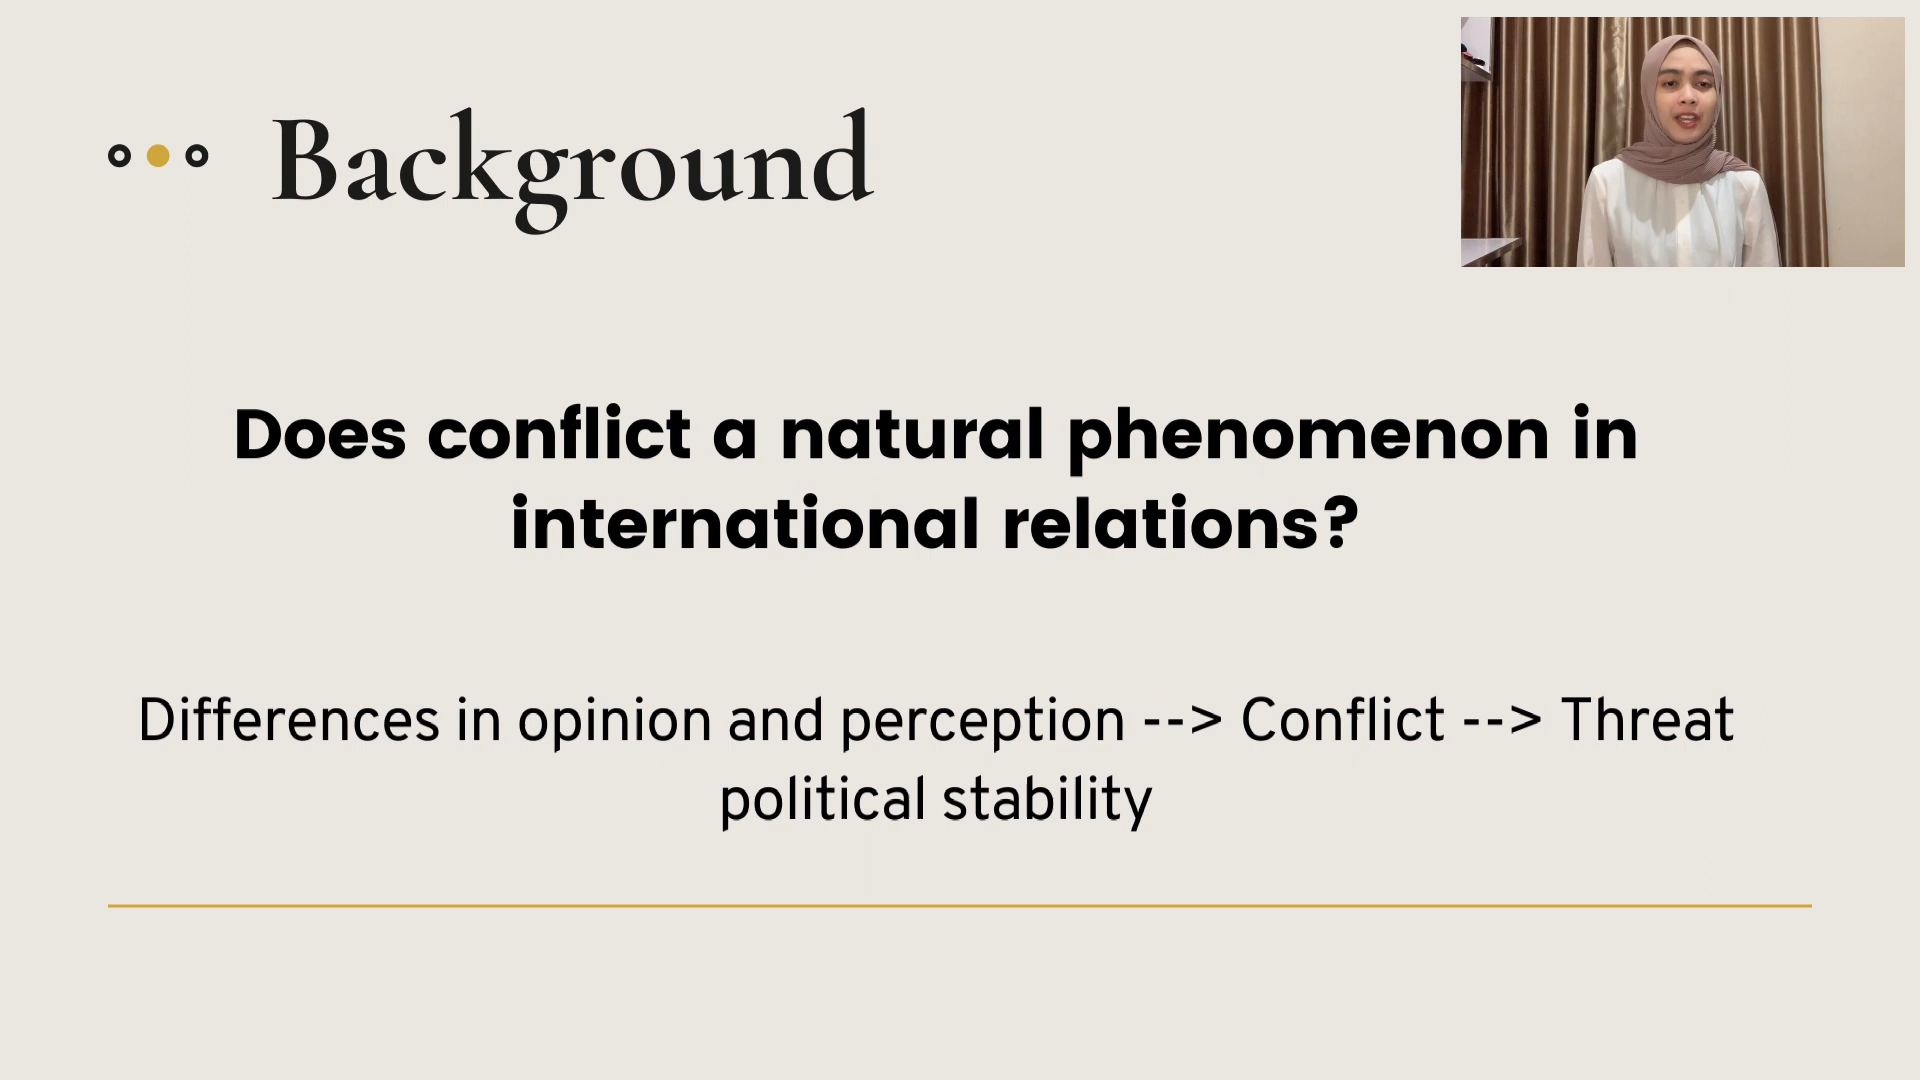 Background
Does conflict a natural phenomenon in
international relations?
Differences in opinion and perception --> Conflict --> Threat
political stability